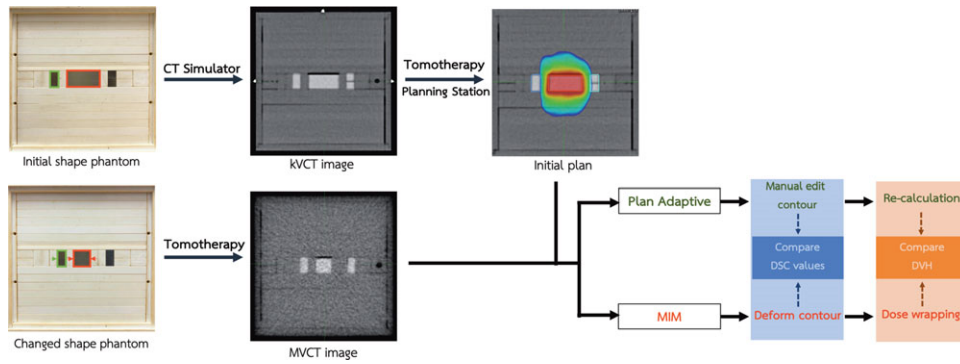 CT Simulator
Tomotherapy
Planning Station
Initial shape phantom
kVCT image
Initial plan
Plan Adaptive
Manual edit
contour
Re-calculation
Tomotherapy
Compare
DSC values
Compare
DVH
MIM
Deform contour
Dose wrapping
Changed shape phantom
MVCT image